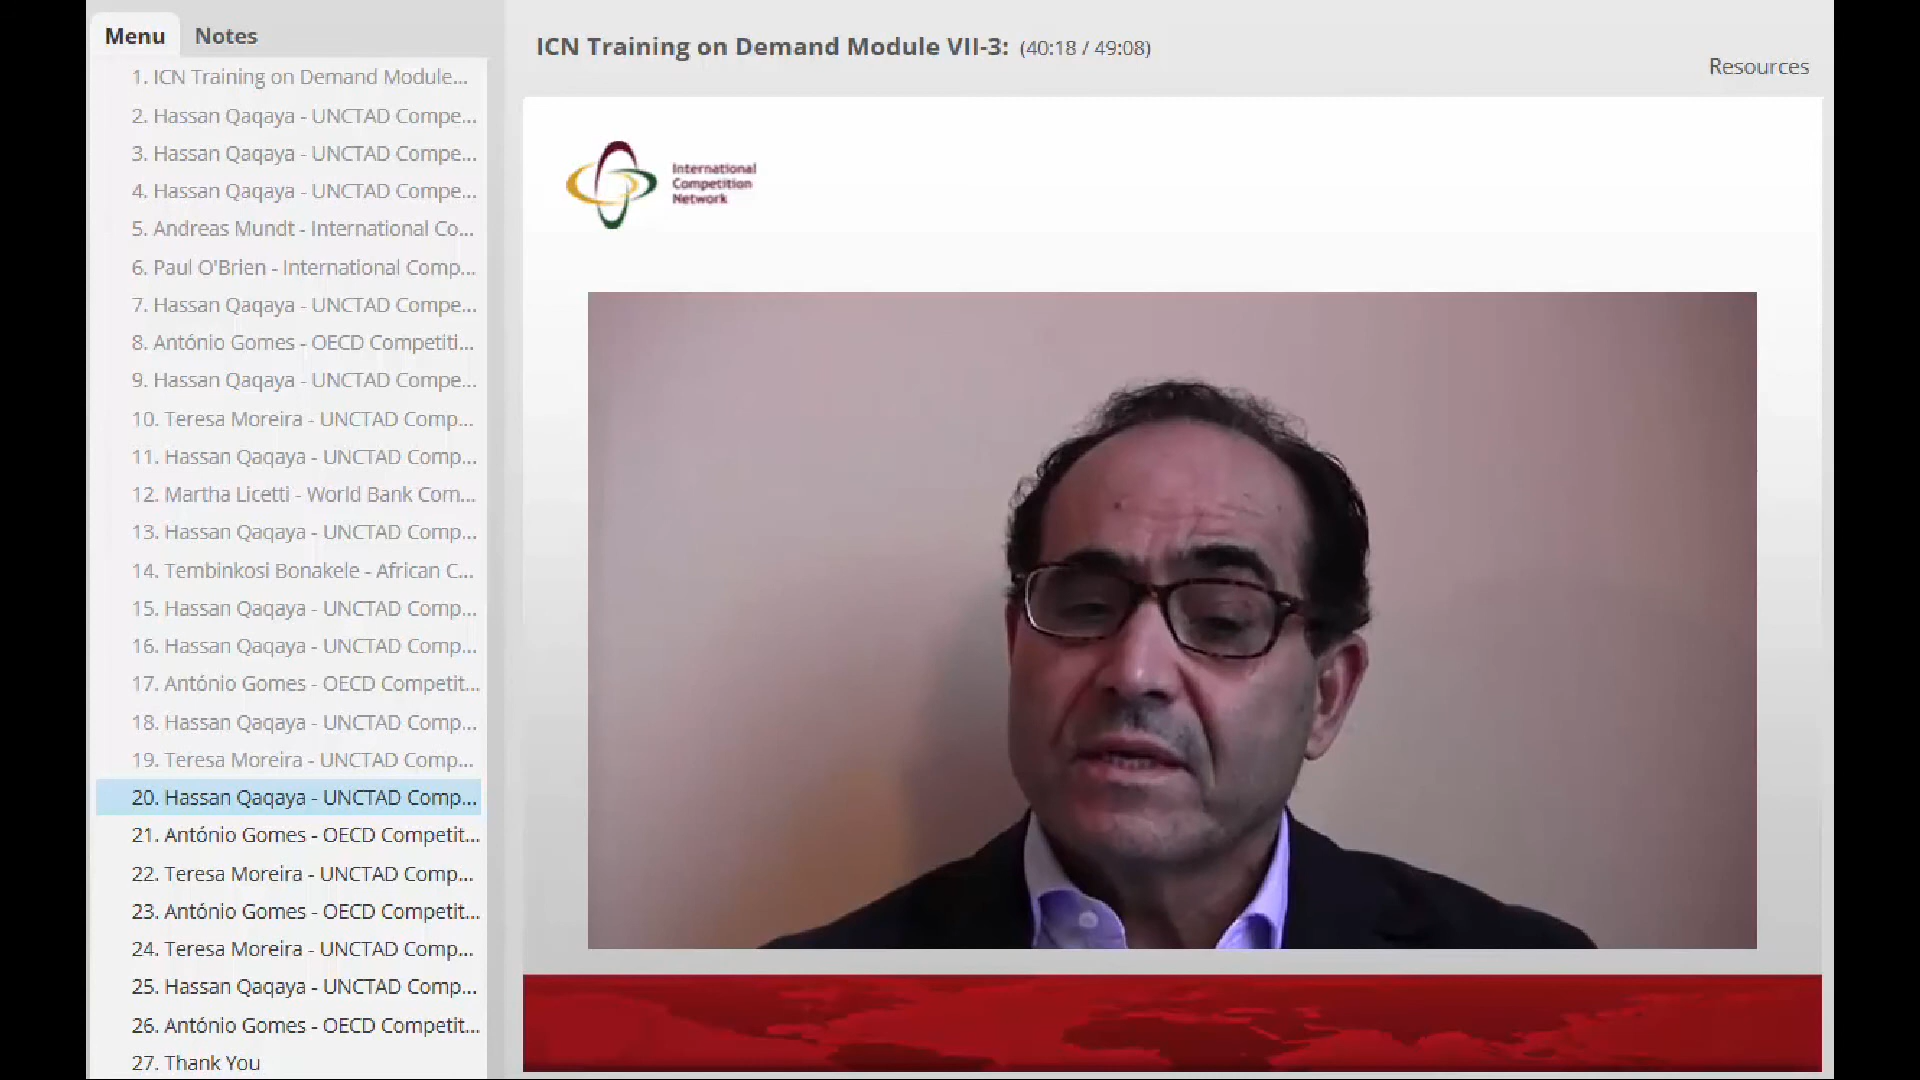 Menu
Notes
1. ICN Training on Demand Module...
2. Hassan Qaqaya - UNCTAD Compe...
3. Hassan Qaqaya - UNCTAD Compe...
4. Hassan Qaqaya - UNCTAD Compe...
5. Andreas Mundt - International Co...
6. Paul O'Brien - International Comp...
7. Hassan Qaqaya - UNCTAD Compe...
8. António Gomes - OECD Competiti...
9. Hassan Qaqaya - UNCTAD Compe...
10. Teresa Moreira - UNCTAD Comp...
11. Hassan Qaqaya - UNCTAD Comp...
12. Martha Licetti - World Bank Com...
13. Hassan Qaqaya - UNCTAD Comp...
14. Tembinkosi Bonakele - African C...
15. Hassan Qaqaya - UNCTAD Comp...
16. Hassan Qaqaya - UNCTAD Comp...
17. António Gomes - OECD Competit...
18. Hassan Qaqaya - UNCTAD Comp...
19. Teresa Moreira - UNCTAD Comp...
20. Hassan Qaqaya - UNCTAD Comp...
21. António Gomes - OECD Competit...
22. Teresa Moreira - UNCTAD Comp...
23. António Gomes - OECD Competit...
24. Teresa Moreira - UNCTAD Comp...
25. Hassan Qaqaya - UNCTAD Comp...
26. António Gomes - OECD Competit...
27. Thank You
ICN Training on Demand Module VII-3: (40:18 / 49:08)
Resources
International
Competition
Network